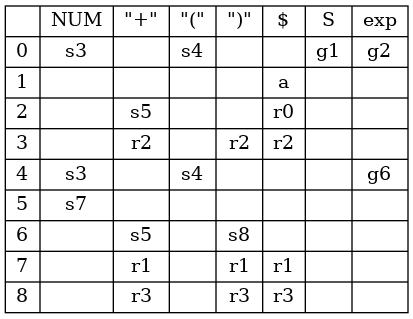 NUM "+" "(" ")" $ S exp
0 s3 s4 g1 g2
1 a
2 s5 r0
3 r2 r2 r2
4 s3 s4 g6
5 s7
6 s5 s8
7 r1 r1 r1
8 r3 r3 r3